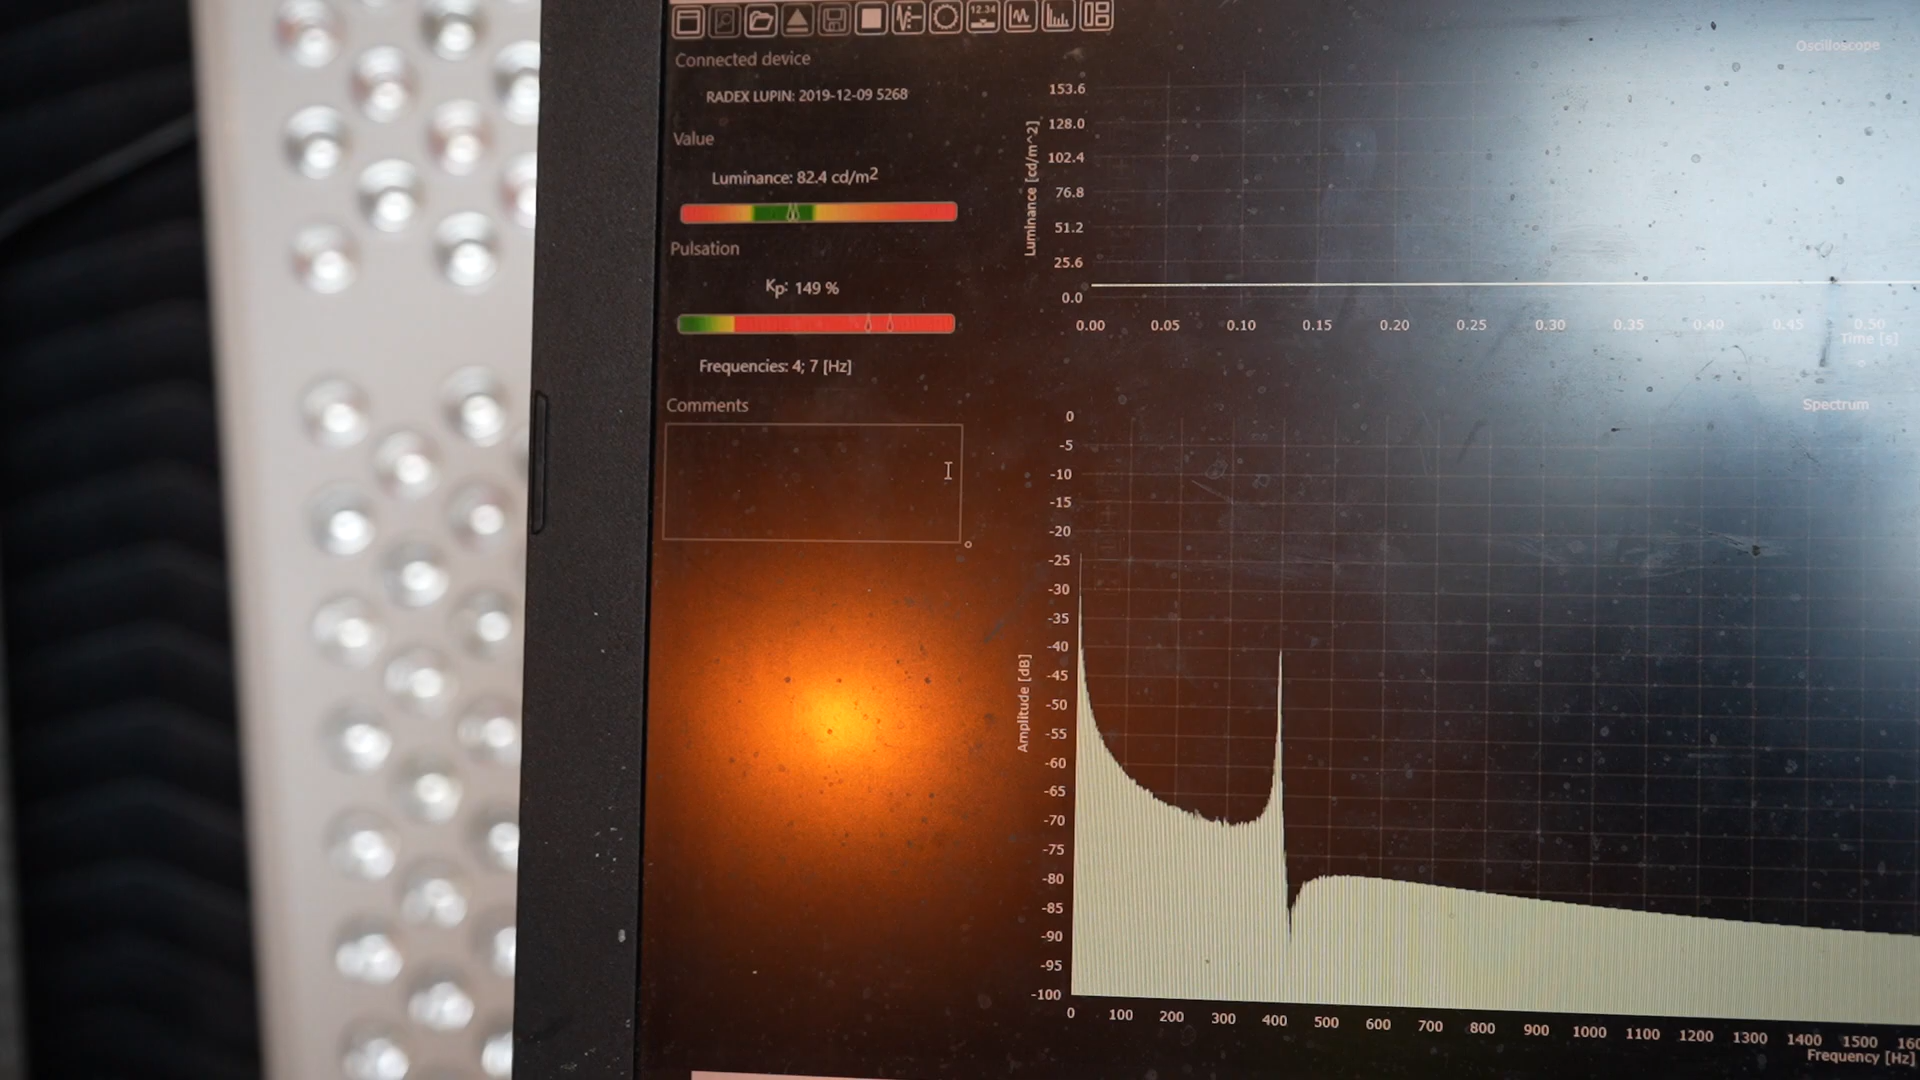 12.34
Connected device
RADEX LUPIN: 2019-12-09 5268
Value
Luminance: 82.4 cd/m2
Pulsation
Kp: 149 %
Frequencies: 4; 7 [Hz]
Comments
Oscilloscope
Luminance [cd/m^2]
153.6
128.0
102.4
76.8
51.2
25.6
0.0
0.00 0.05 0.10 0.15 0.20 0.25 0.30 0.35 0.40 0.45 0.50
Time [s]
Spectrum
Amplitude [dB]
0
-5
-10
-15
-20
-25
-30
-35
-40
-45
-50
-55
-60
-65
-70
-75
-80
-85
-90
-95
-100
0 100 200 300 400 500 600 700 800 900 1000 1100 1200 1300 1400 1500 160
Frequency [Hz]